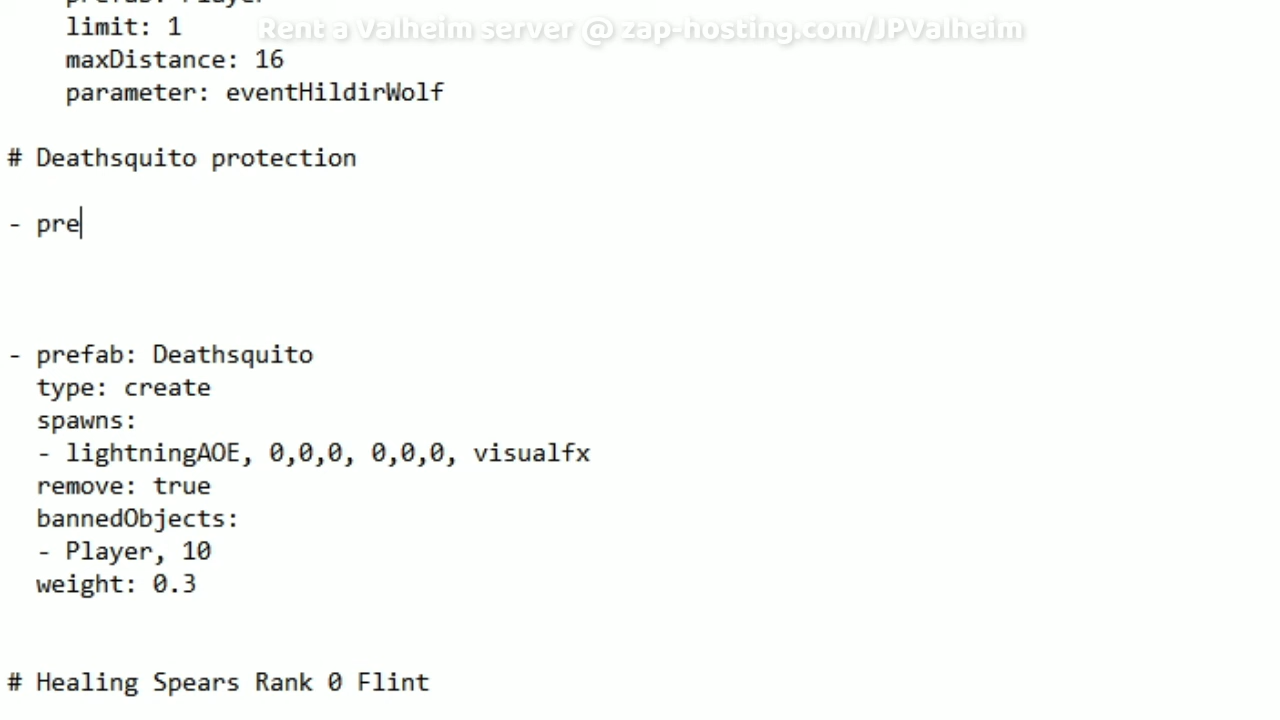 prefab: Player
limit: 1
Rent a Valheim server @ zap-hosting.com/JPValheim
maxDistance: 16
parameter: eventHildirWolf
# Deathsquito protection
- pre
- prefab: Deathsquito
type: create
spawns:
- lightningAOE, 0,0,0, 0,0,0, visualfx
remove: true
bannedObjects:
- Player, 10
weight: 0.3
# Healing Spears Rank 0 Flint